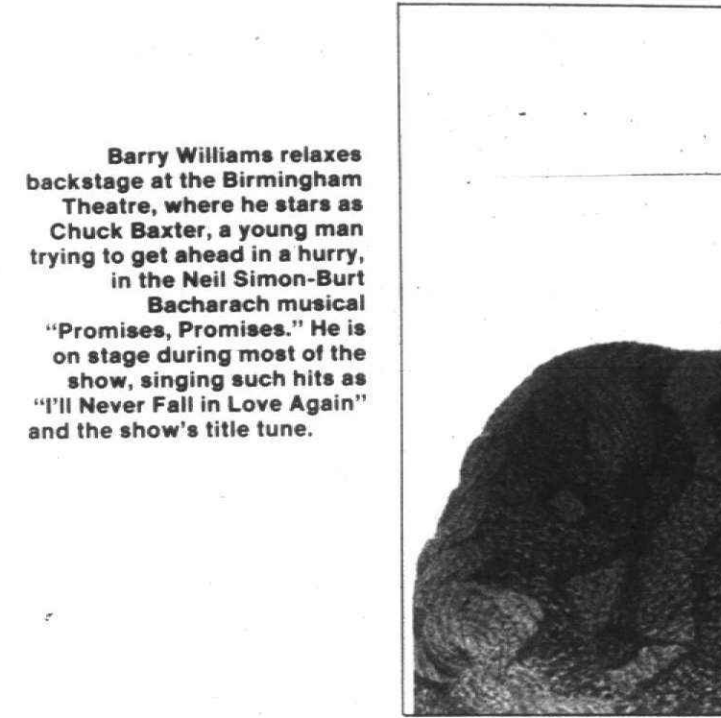 Barry Williams relaxes
backstage at the Birmingham
Theatre, where he stars as
Chuck Baxter, a young man
trying to get ahead in a hurry,
in the Neil Simon-Burt
Bacharach musical
“Promises, Promises.” He is
on stage during most of the
show, singing such hits as
“I’ll Never Fall in Love Again”
and the show’s title tune.